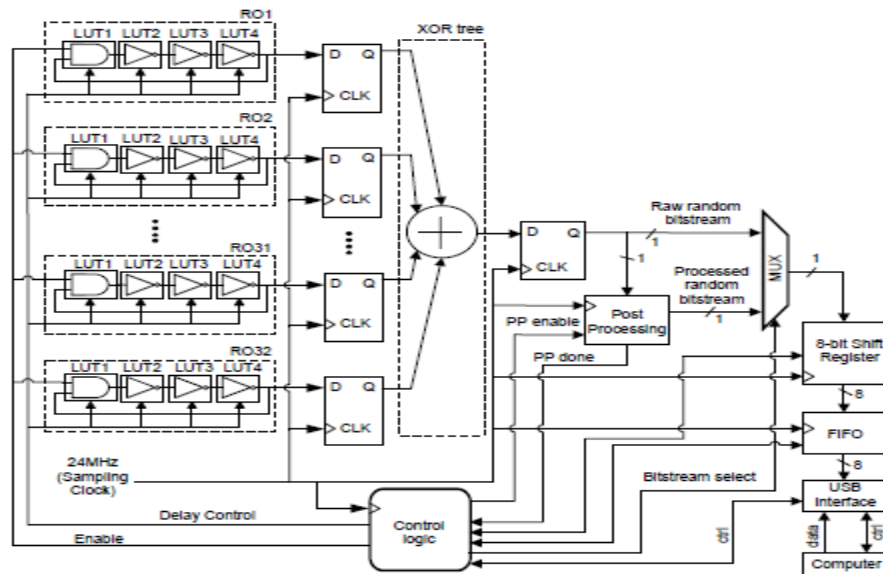 RO1
XOR tree
LUT1 LUT2 LUT3 LUT4
D Q
CLK
RO2
LUT1 LUT2 LUT3 LUT4
D Q
CLK
RO31
LUT1 LUT2 LUT3 LUT4
D Q
CLK
RO32
LUT1 LUT2 LUT3 LUT4
D Q
CLK
D Q
CLK
Raw random
bitstream
1
1
Processed
random
bitstream
1
MUX
1
Post
Processing
PP enable
PP done
8-bit Shift
Register
8
FIFO
8
USB
Interface
24MHz
(Sampling
Clock)
Bitstream select
Delay Control
Enable
Control
logic
ctrl
data
ctrl
Computer